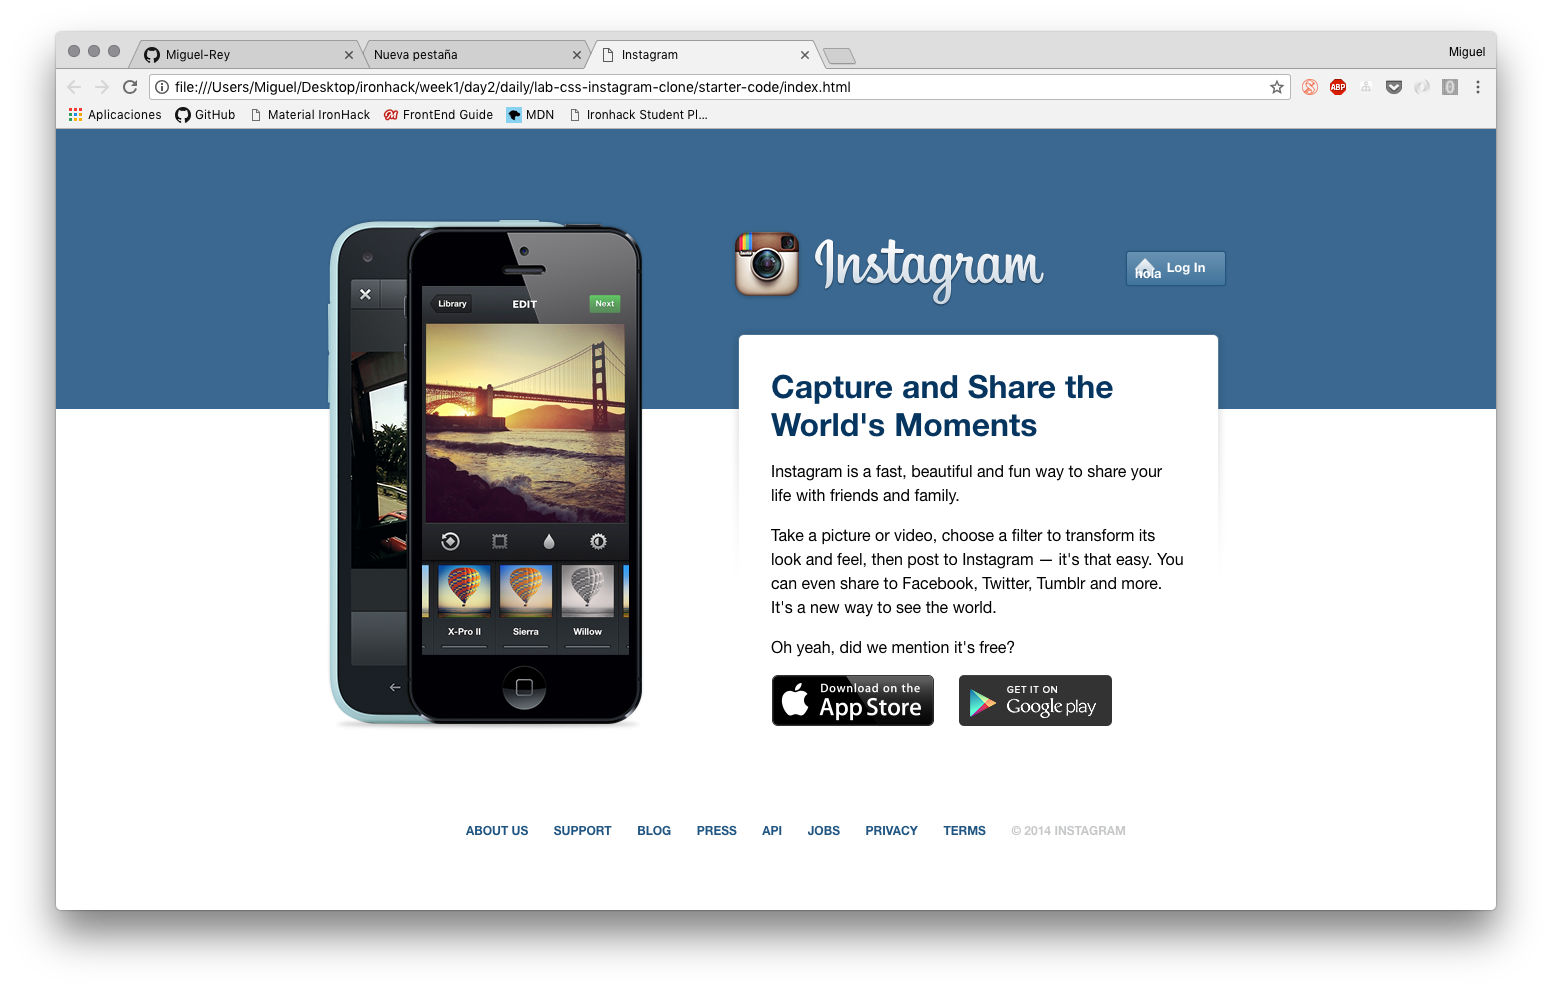 Miguel-Rey
Nueva pestaña
Instagram
Miguel
file:///Users/Miguel/Desktop/ironhack/week1/day2/daily/lab-css-instagram-clone/starter-code/index.html
ABP
Aplicaciones
GitHub
Material IronHack
FrontEnd Guide
MDN
Ironhack Student Pl...
Instagram
hola
Log In
Library
EDIT
Next
X-Pro II
Sierra
Willow
Capture and Share the
World's Moments
Instagram is a fast, beautiful and fun way to share your
life with friends and family.
Take a picture or video, choose a filter to transform its
look and feel, then post to Instagram — it's that easy. You
can even share to Facebook, Twitter, Tumblr and more.
It's a new way to see the world.
Oh yeah, did we mention it's free?
Download on the
App Store
GET IT ON
Google play
ABOUT US
SUPPORT
BLOG
PRESS
API
JOBS
PRIVACY
TERMS
© 2014 INSTAGRAM